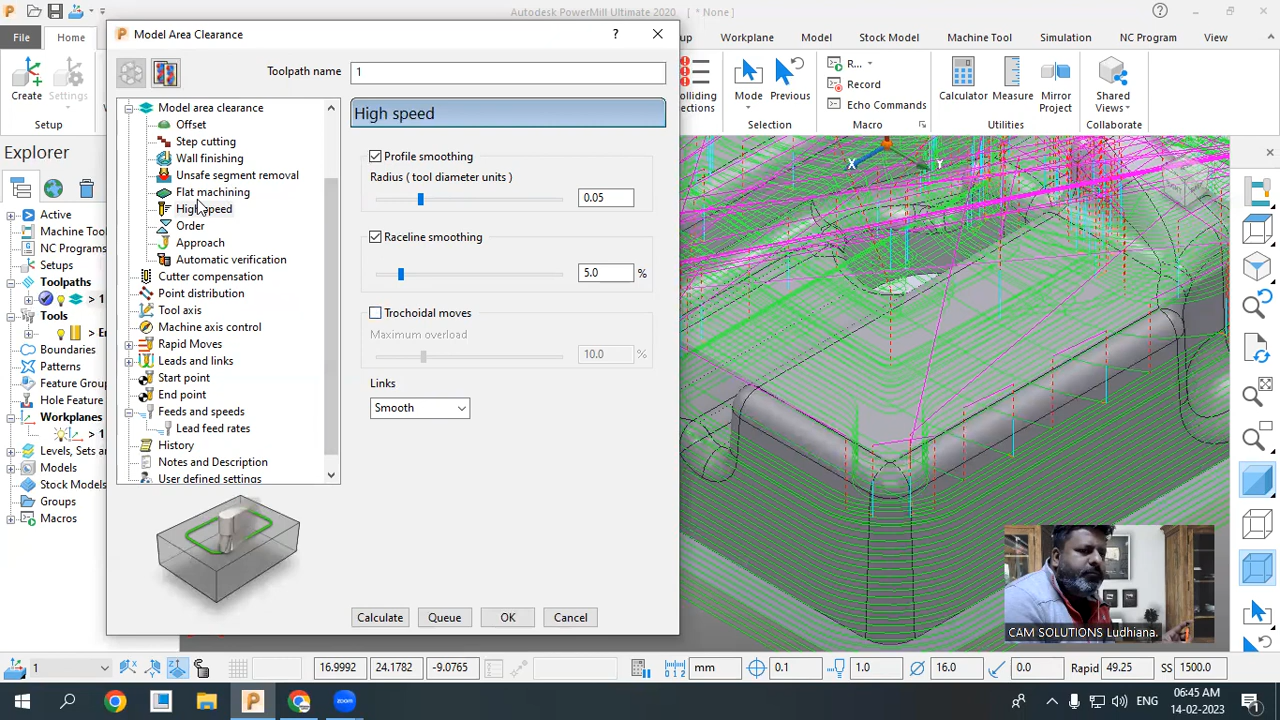 Autodesk PowerMill Ultimate 2020    [ * None ]
File
Home
up
Workplane
Model
Stock Model
Machine Tool
Simulation
NC Program
View
Create
Settings
Setup
Colliding
nections
Mode
Previous
Selection
R...
Record
Echo Commands
Macro
Calculator
Measure
Mirror
Project
Utilities
Shared
Views
Collaborate
Explorer
Active
Machine Tool
NC Programs
Setups
Toolpaths
> 1
Tools
Boundaries
Patterns
Feature Group
Hole Feature
Workplanes
> 1
Levels, Sets a
Models
Stock Models
Groups
Macros
Model Area Clearance
?
Toolpath name
1
Model area clearance
Offset
Step cutting
Wall finishing
Unsafe segment removal
Flat machining
High speed
Order
Approach
Automatic verification
Cutter compensation
Point distribution
Tool axis
Machine axis control
Rapid Moves
Leads and links
Start point
End point
Feeds and speeds
Lead feed rates
History
Notes and Description
User defined settings
High speed
Profile smoothing
Radius ( tool diameter units )
0.05
Raceline smoothing
5.0 %
Trochoidal moves
Maximum overload
10.0 %
Links
Smooth
Calculate
Queue
OK
Cancel
X
Y
CAM SOLUTIONS Ludhiana.
1
16.9992
24.1782
-9.0765
mm
0.1
1.0
16.0
0.0
Rapid 49.25
SS 1500.0
ENG
06:45 AM
14-02-2023
1